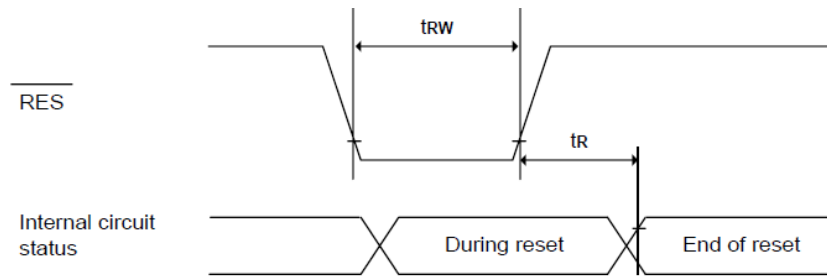 tRW
RES
tR
Internal circuit
status
During reset
End of reset